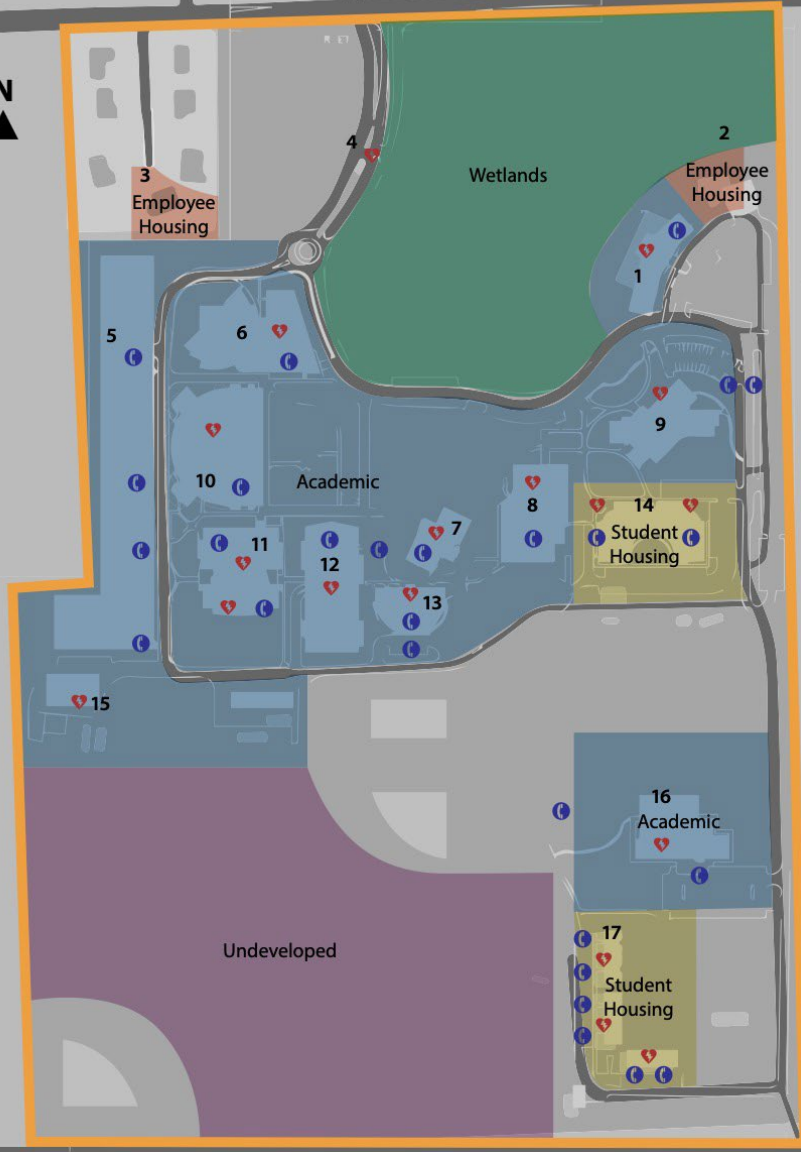 N
2
4
3
Employee
Housing
Wetlands
Employee
Housing
1
5
6
9
10
Academic
8
14
Student
Housing
7
11
12
13
15
16
Academic
17
Undeveloped
Student
Housing